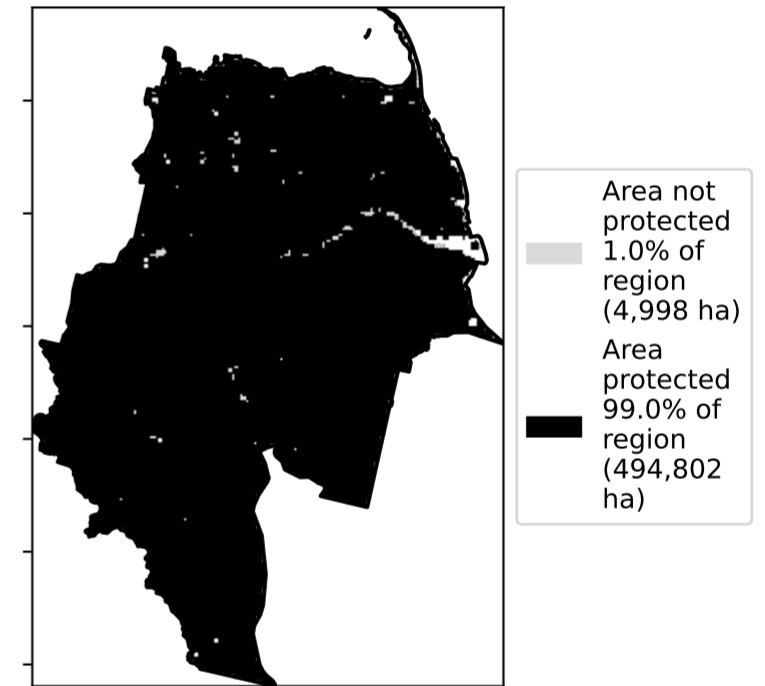 Area not
protected
1.0% of
region
(4,998 ha)
Area
protected
99.0% of
region
(494,802
ha)